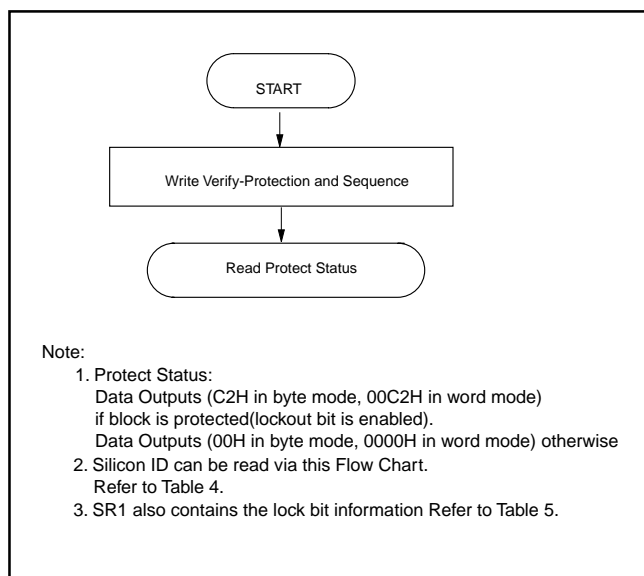 START
Write Verify-Protection and Sequence
Read Protect Status
Note:
1. Protect Status:
Data Outputs (C2H in byte mode, 00C2H in word mode)
if block is protected(lockout bit is enabled).
Data Outputs (00H in byte mode, 0000H in word mode) otherwise
2. Silicon ID can be read via this Flow Chart.
Refer to Table 4.
3. SR1 also contains the lock bit information Refer to Table 5.